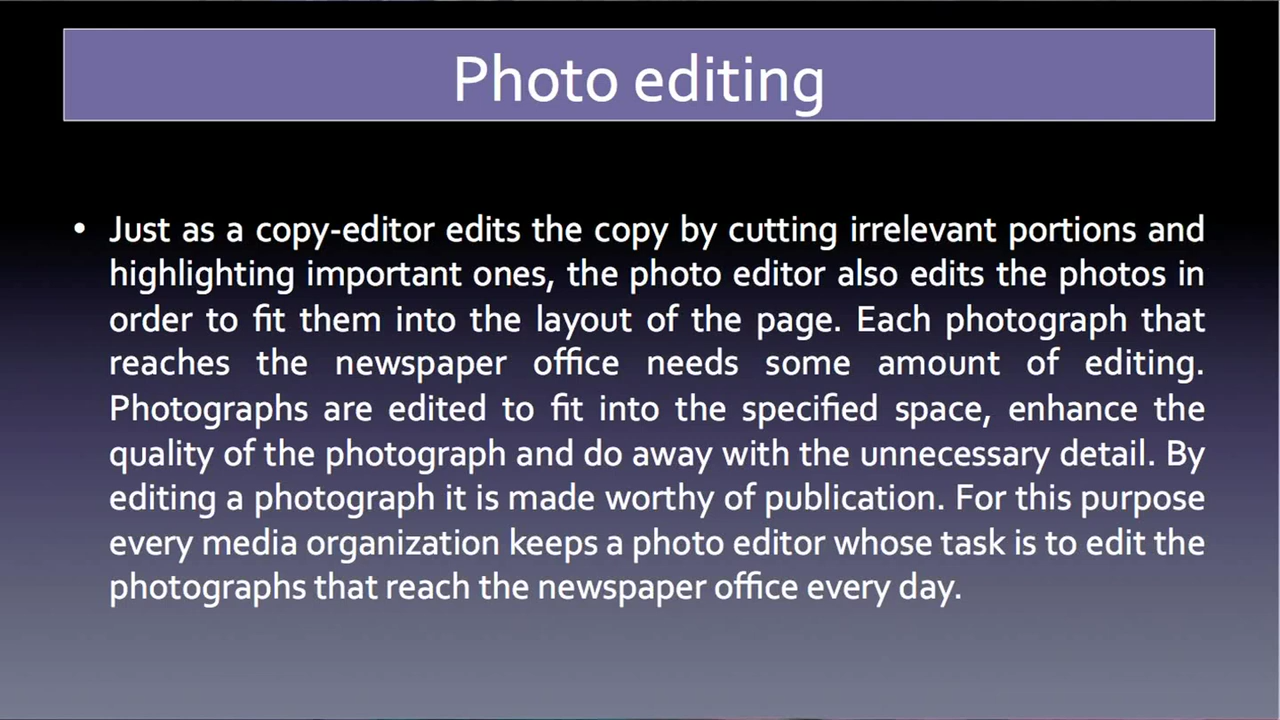 Photo editing
• Just as a copy-editor edits the copy by cutting irrelevant portions and
highlighting important ones, the photo editor also edits the photos in
order to fit them into the layout of the page. Each photograph that
reaches the newspaper office needs some amount of editing.
Photographs are edited to fit into the specified space, enhance the
quality of the photograph and do away with the unnecessary detail. By
editing a photograph it is made worthy of publication. For this purpose
every media organization keeps a photo editor whose task is to edit the
photographs that reach the newspaper office every day.